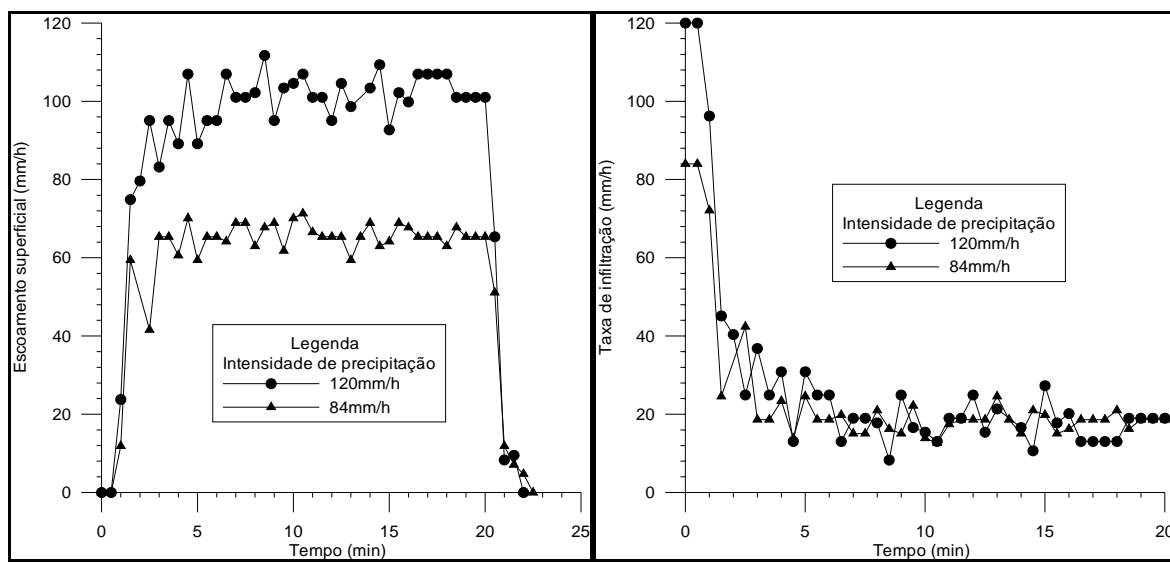 120
100
80
60
40
20
0
Escoamento superficial (mm/h)
Legenda
Intensidade de precipitação
120mm/h
84mm/h
0 5 10 15 20 25
Tempo (min)
120
100
80
60
40
20
0
Taxa de infiltração (mm/h)
Legenda
Intensidade de precipitação
120mm/h
84mm/h
0 5 10 15 20
Tempo (min)